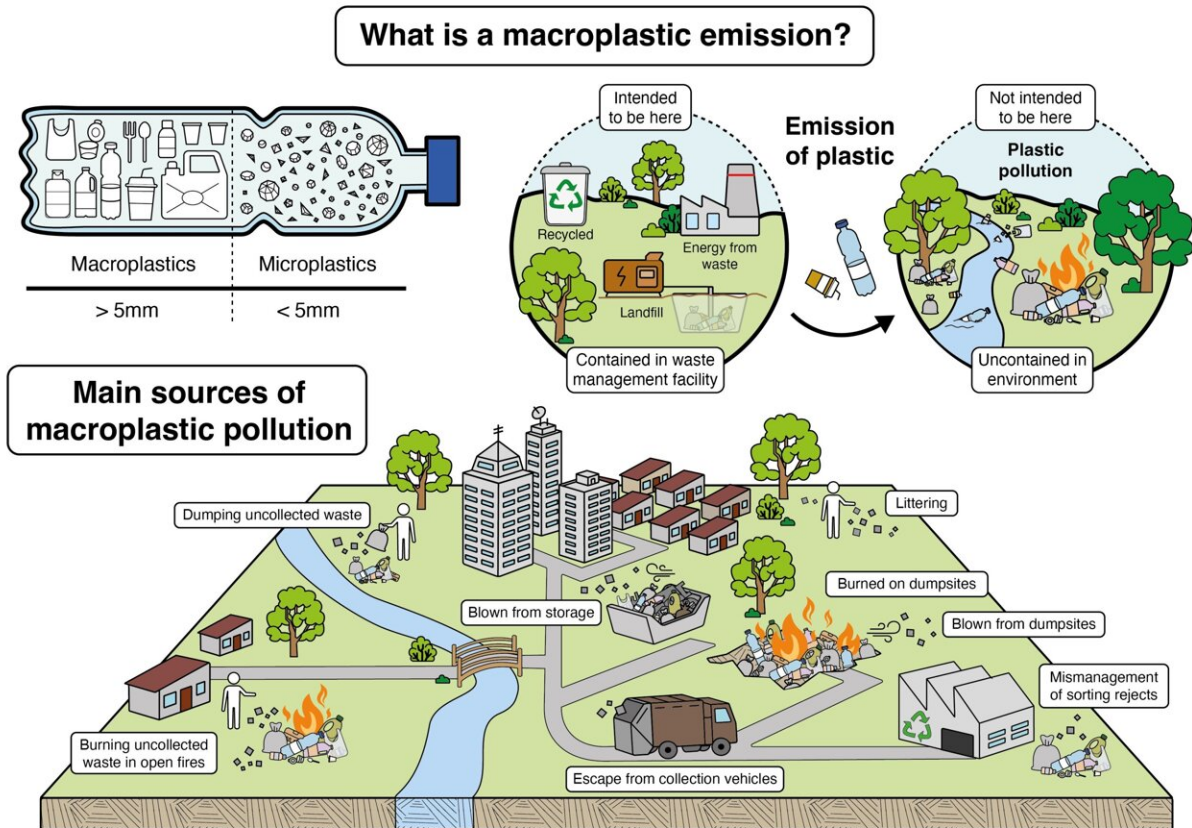 What is a macroplastic emission?
Macroplastics
Microplastics
> 5mm
< 5mm
Intended
to be here
Recycled
Energy from
waste
Landfill
Contained in waste
management facility
Emission
of plastic
Not intended
to be here
Plastic
pollution
Uncontained in
environment
Main sources of
macroplastic pollution
Dumping uncollected waste
Littering
Blown from storage
Burned on dumpsites
Blown from dumpsites
Mismanagement
of sorting rejects
Burning uncollected
waste in open fires
Escape from collection vehicles